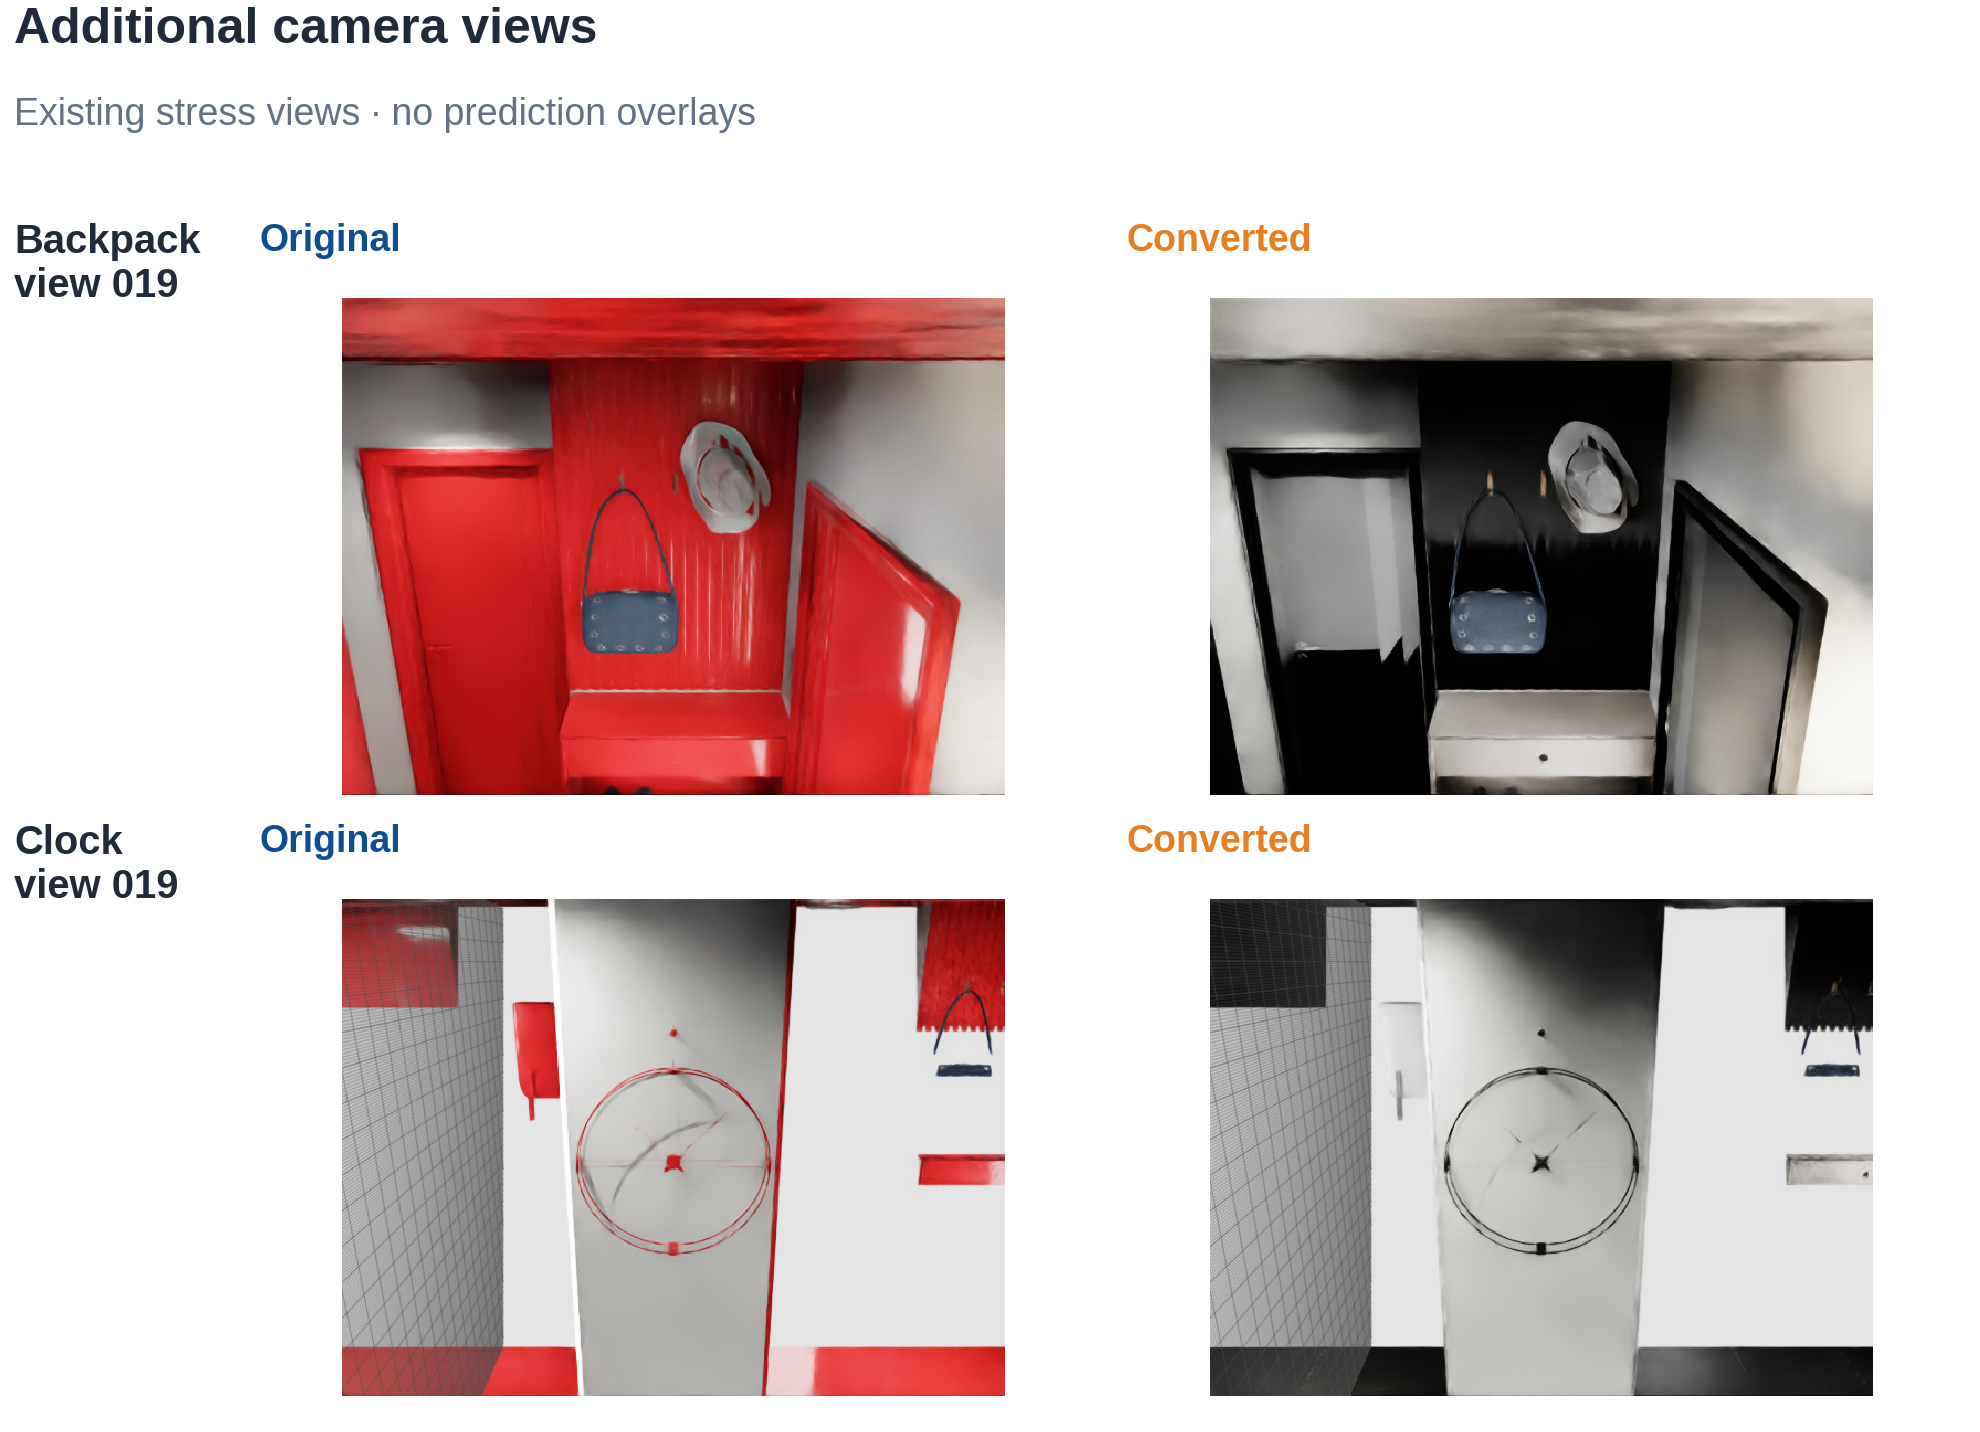 Additional camera views
Existing stress views · no prediction overlays
Backpack
view 019
Original
Converted
Clock
view 019
Original
Converted